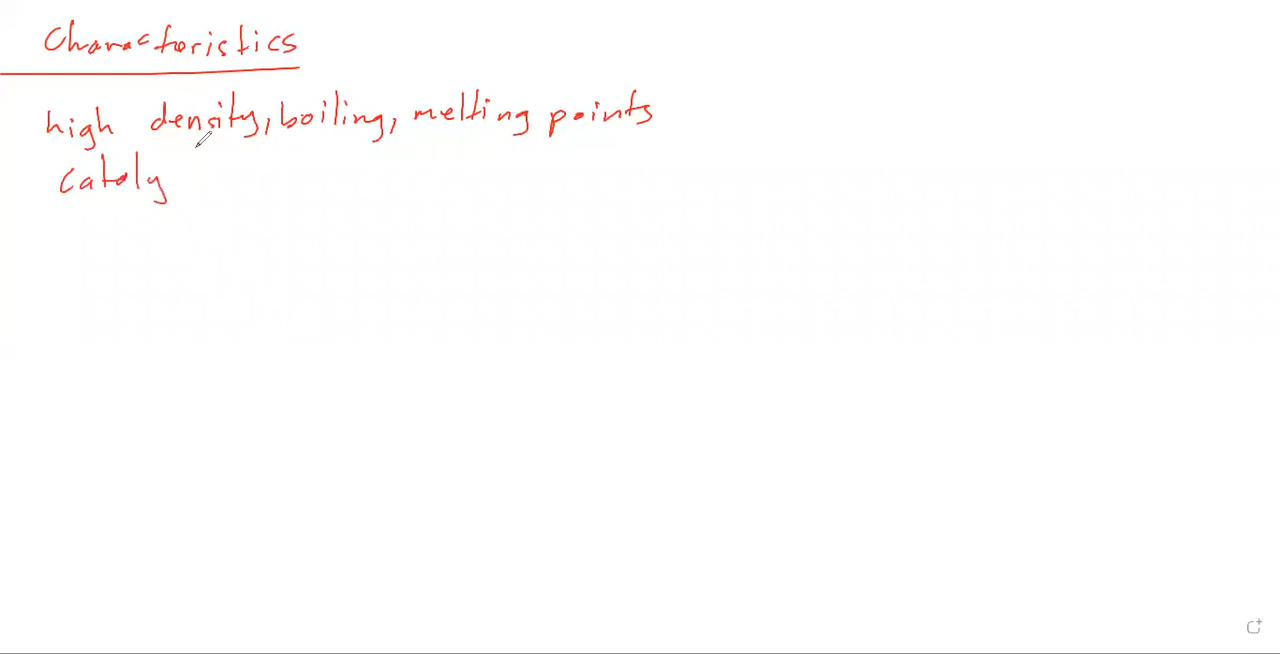 Characteristics
high density, boiling, melting points
cataly